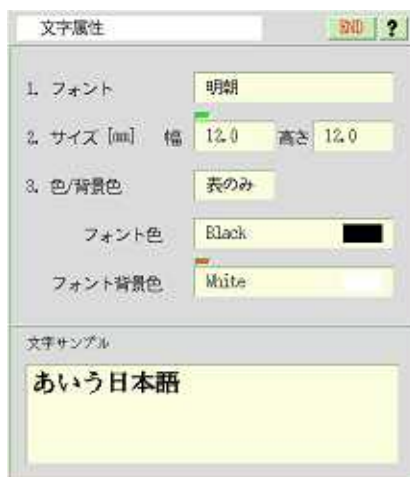 文字属性 END ?
1. フォント 明朝
2. サイズ [mm] 幅 12.0 高さ 12.0
3. 色/背景色 表のみ
フォント色 Black
フォント背景色 White
文字サンプル
あいう日本語